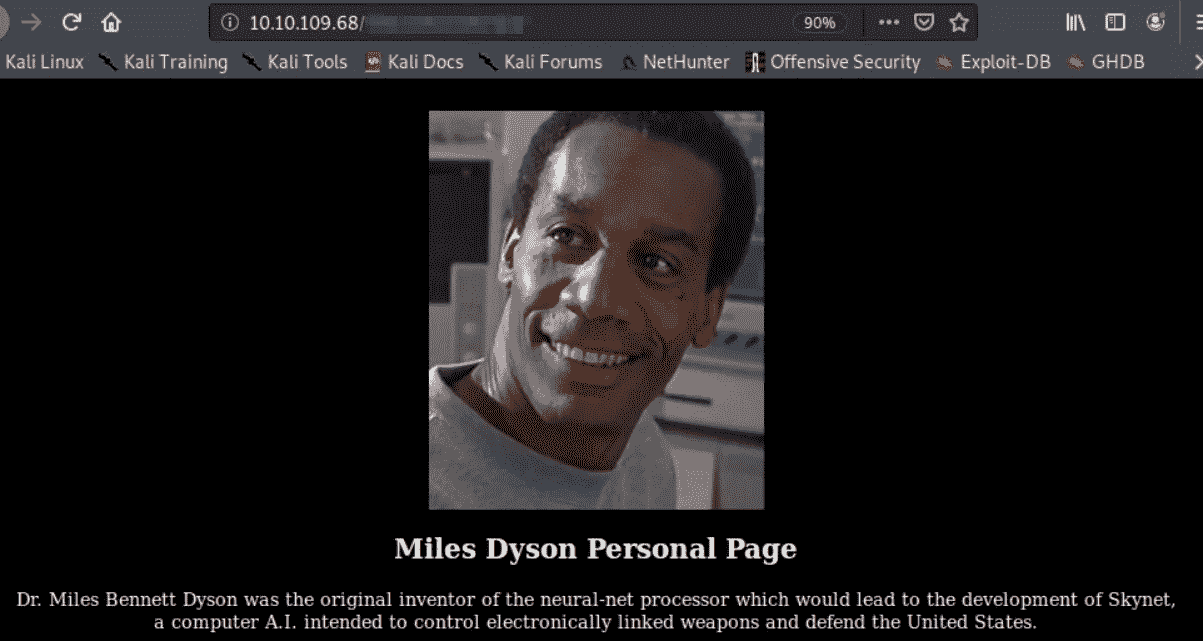 10.10.109.68/
90%
Kali Linux Kali Training Kali Tools Kali Docs Kali Forums NetHunter Offensive Security Exploit-DB GHDB
Miles Dyson Personal Page
Dr. Miles Bennett Dyson was the original inventor of the neural-net processor which would lead to the development of Skynet,
a computer A.I. intended to control electronically linked weapons and defend the United States.